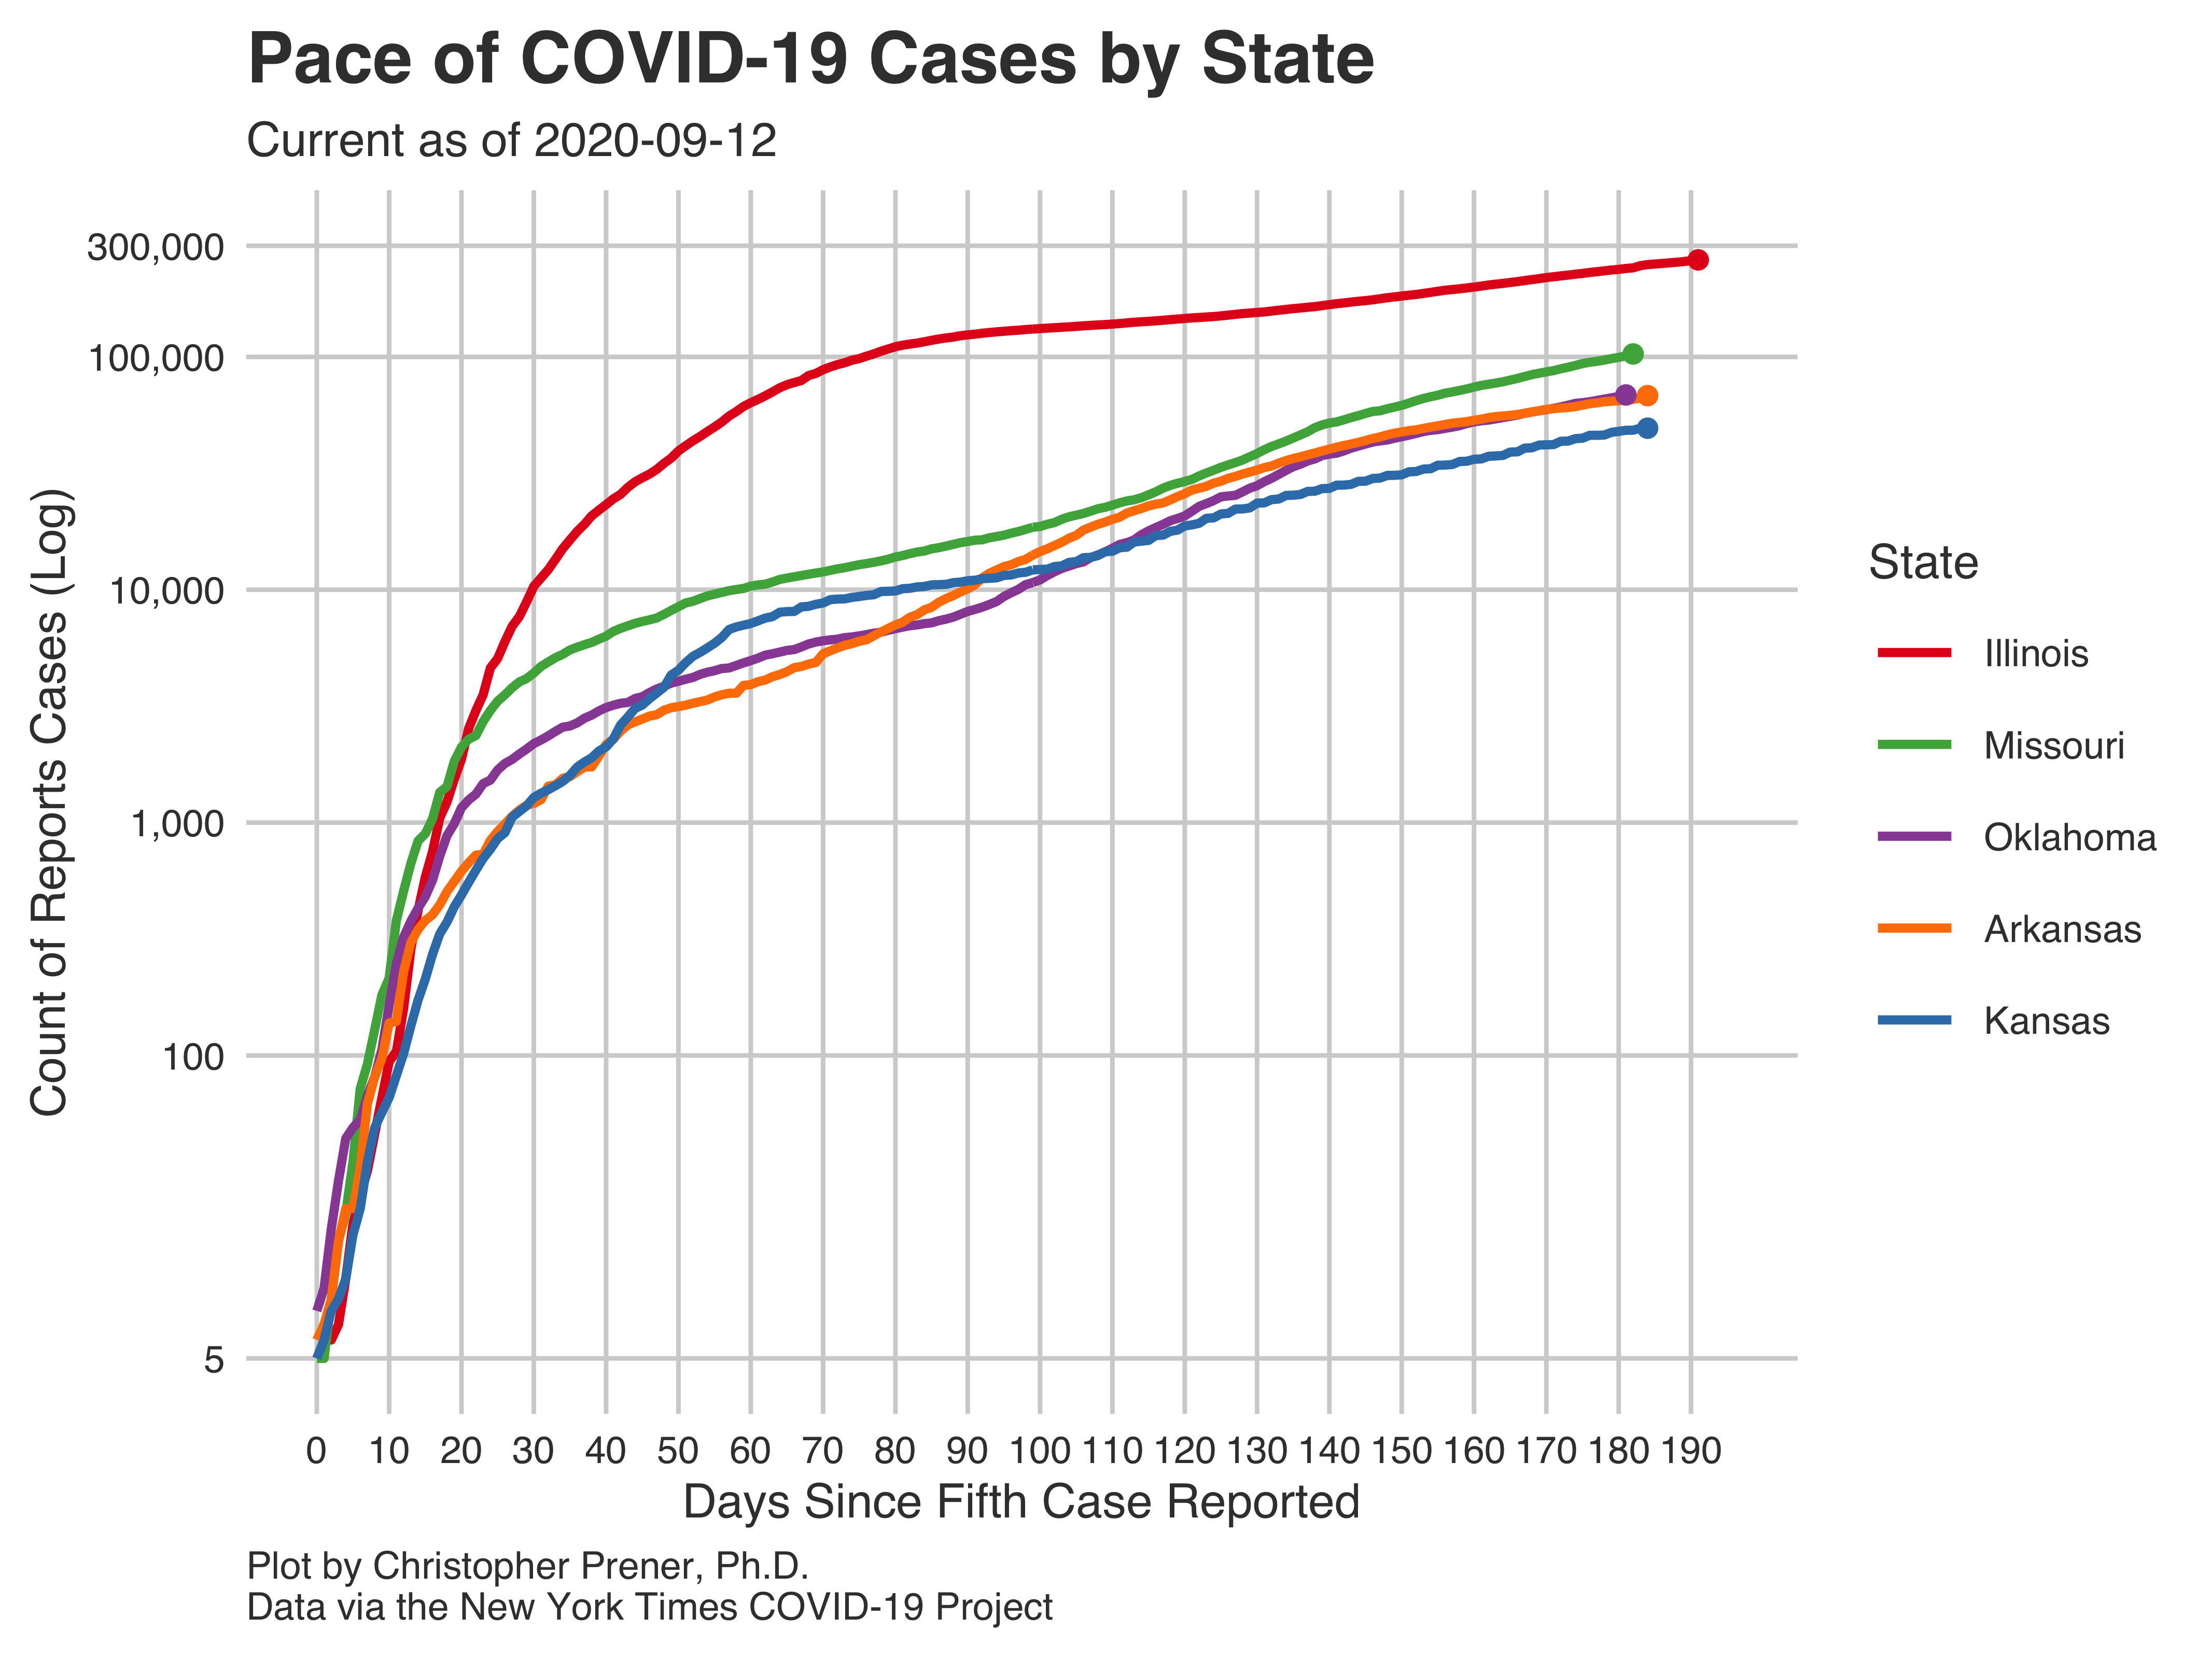 Pace of COVID-19 Cases by State
Current as of 2020-09-12
Count of Reports Cases (Log)
300,000
100,000
10,000
1,000
100
5
0 10 20 30 40 50 60 70 80 90 100 110 120 130 140 150 160 170 180 190
Days Since Fifth Case Reported
State
Illinois
Missouri
Oklahoma
Arkansas
Kansas
Plot by Christopher Prener, Ph.D.
Data via the New York Times COVID-19 Project